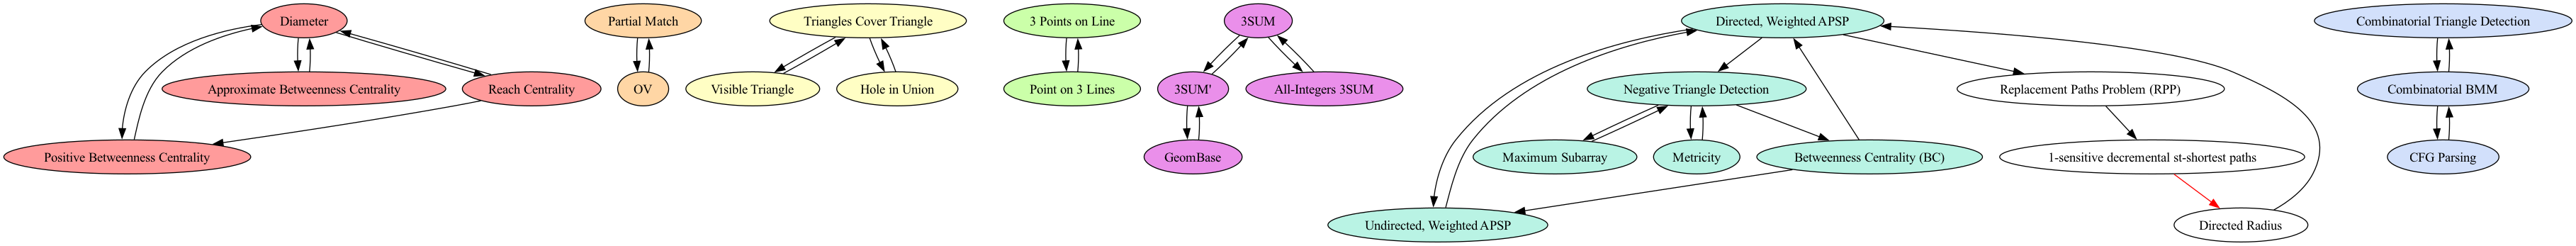 Diameter
Partial Match
Triangles Cover Triangle
3 Points on Line
3SUM
Directed, Weighted APSP
Combinatorial Triangle Detection
Approximate Betweenness Centrality
Reach Centrality
OV
Visible Triangle
Hole in Union
Point on 3 Lines
3SUM'
All-Integers 3SUM
Negative Triangle Detection
Replacement Paths Problem (RPP)
Combinatorial BMM
Positive Betweenness Centrality
GeomBase
Maximum Subarray
Metricity
Betweenness Centrality (BC)
1-sensitive decremental st-shortest paths
CFG Parsing
Undirected, Weighted APSP
Directed Radius